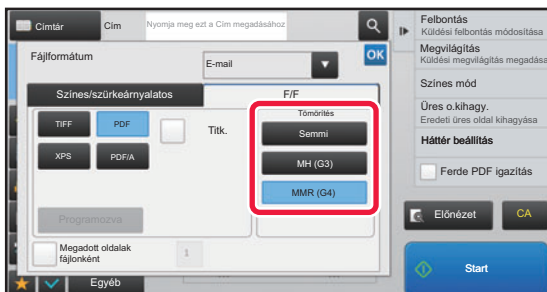 Címtár
Cím
Nyomja meg ezt a Cím megadásához
Fájlformátum
E-mail
OK
Színes/szürkeárnyalatos
F/F
TIFF
PDF
Titk.
XPS
PDF/A
Tömörítés
Semmi
MH (G3)
MMR (G4)
Programozva
Megadott oldalak
fájlonként
1
Egyéb
Felbontás
Küldési felbontás módosítása
Megvilágítás
Küldési megvilágítás megadása
Színes mód
Üres o.kihagy.
Eredeti üres oldal kihagyása
Háttér beállítás
Ferde PDF igazítás
Előnézet
CA
Start